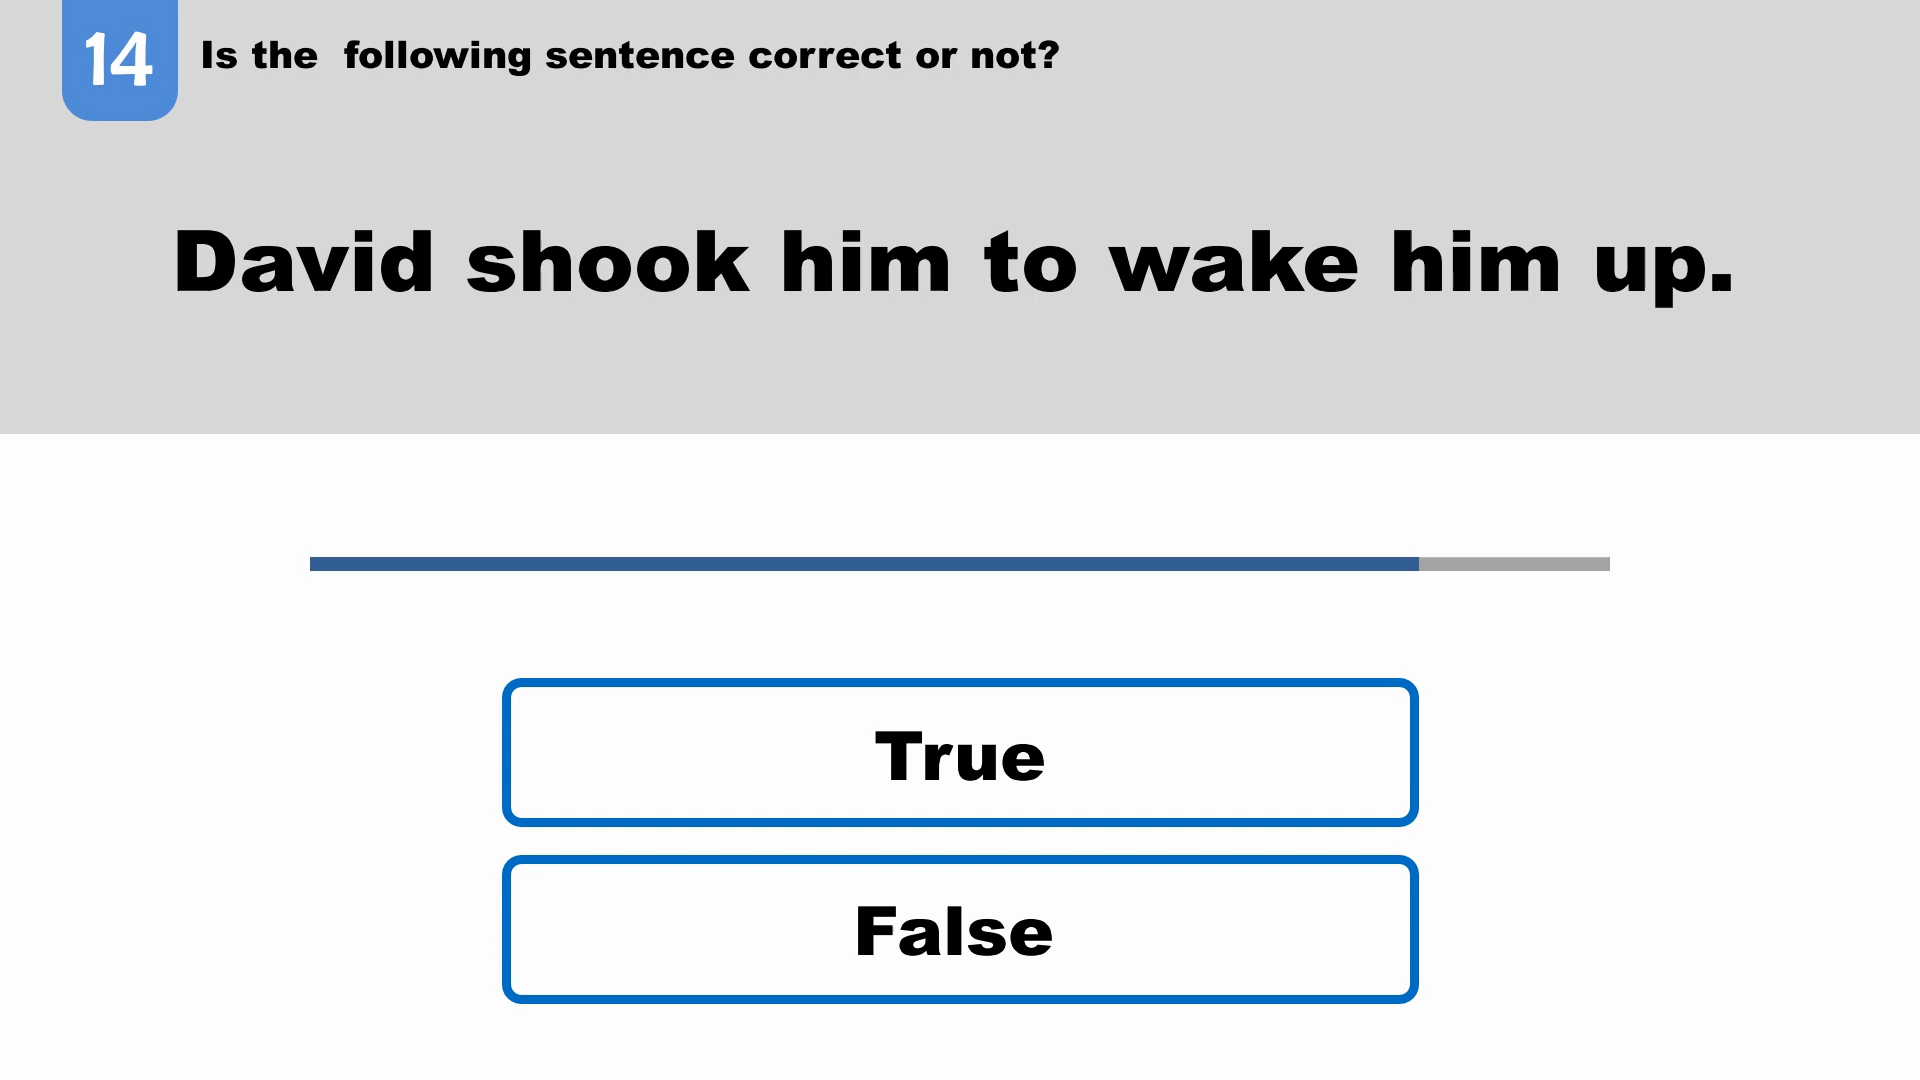 14
Is the  following sentence correct or not?
David shook him to wake him up.
True
False